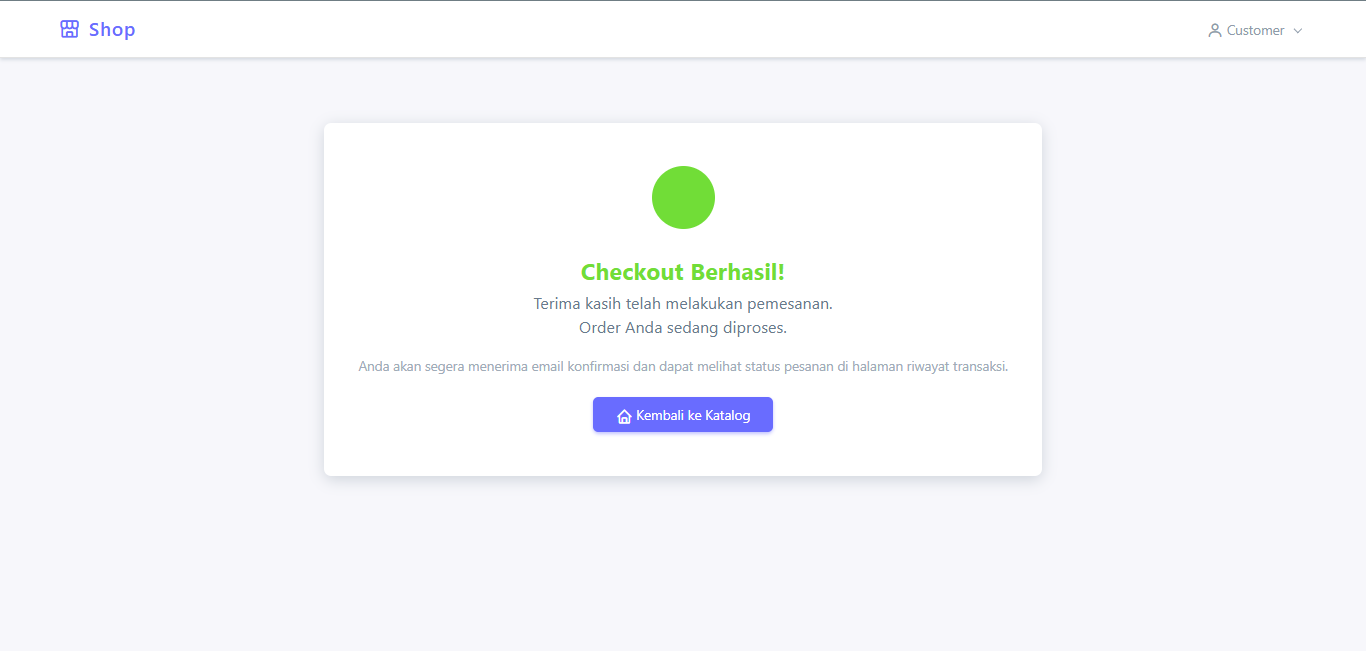 Shop
Customer
Checkout Berhasil!
Terima kasih telah melakukan pemesanan.
Order Anda sedang diproses.
Anda akan segera menerima email konfirmasi dan dapat melihat status pesanan di halaman riwayat transaksi.
Kembali ke Katalog